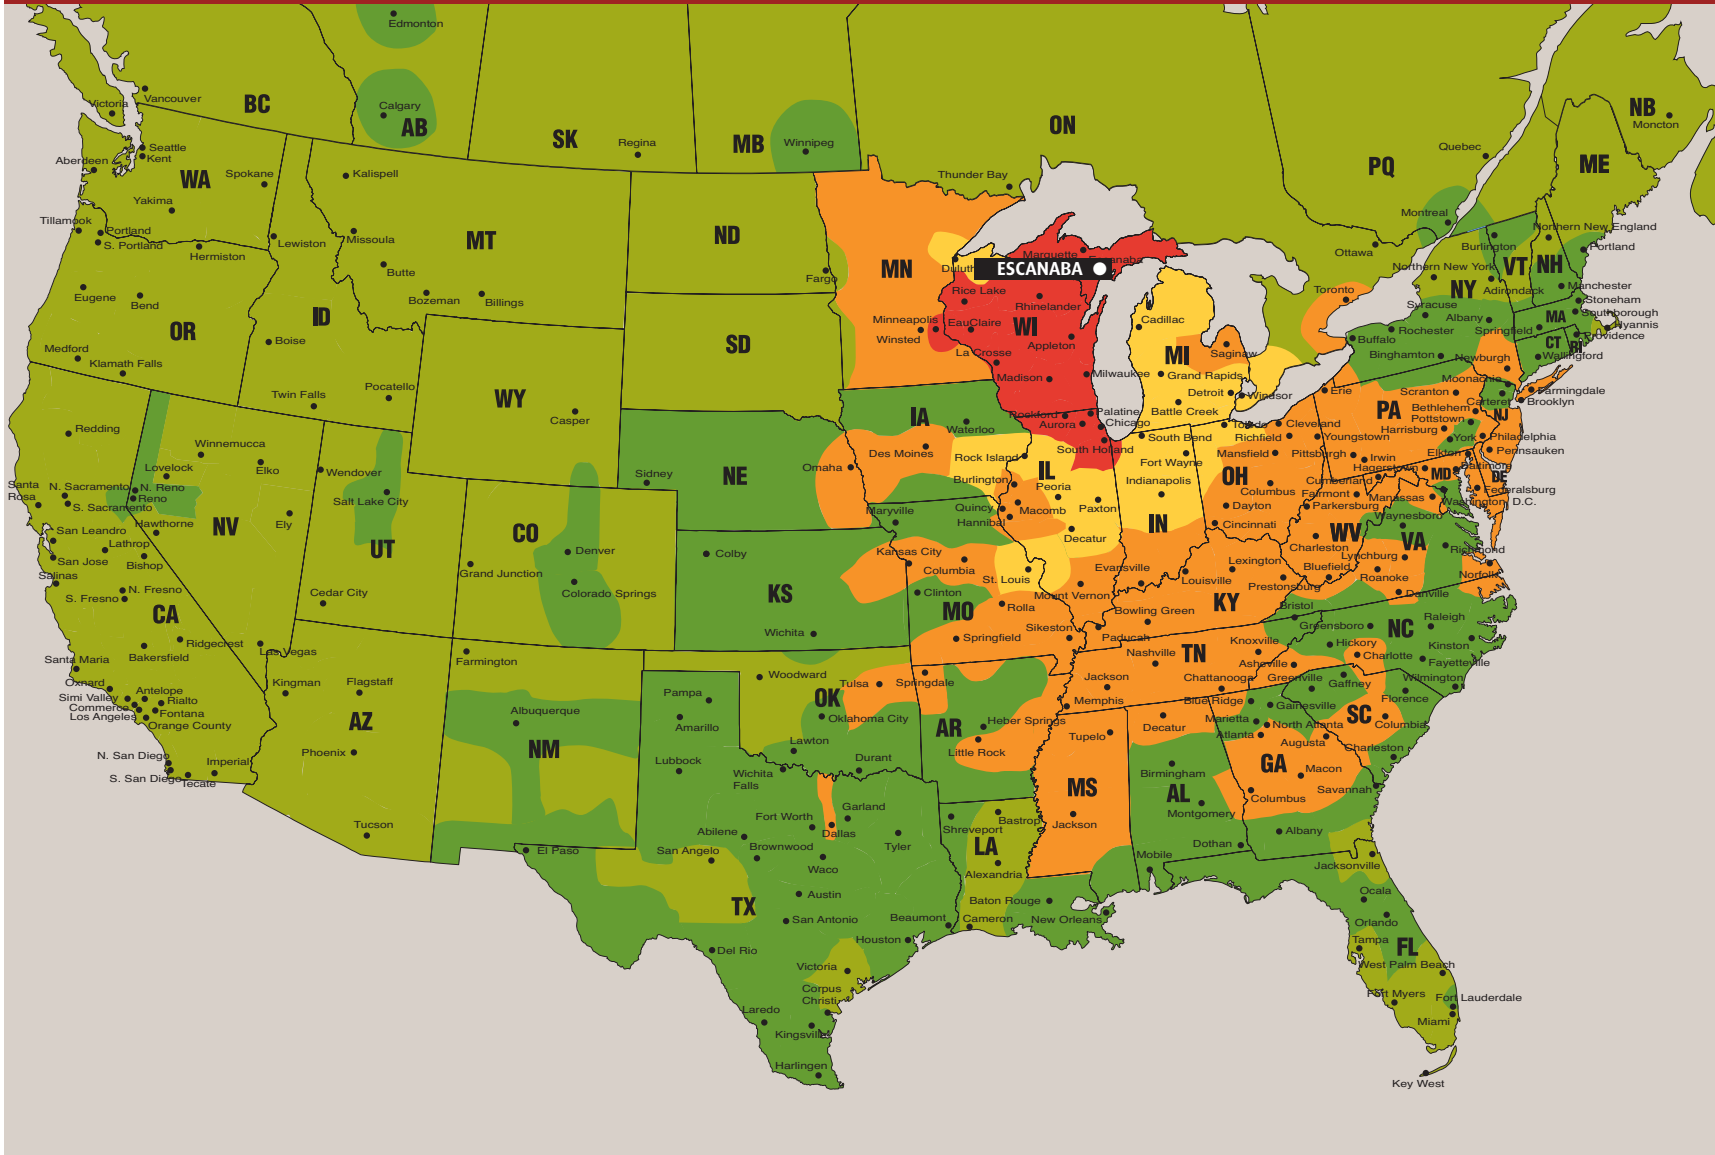 Edmonton
Calgary
AB
Vancouver
Victoria
BC
SK
Regina
MB
Winnipeg
ON
Thunder Bay
PQ
Quebec
Montreal
Ottawa
Toronto
NB
Moncton
ME
Seattle
Kent
Aberdeen
WA
Spokane
Yakima
Tillamook
Portland
S. Portland
Hermiston
Lewiston
Eugene
Bend
OR
Medford
Klamath Falls
ID
Boise
Twin Falls
Pocatello
Kalispell
Missoula
MT
Butte
Bozeman
Billings
WY
Casper
ND
Fargo
SD
MN
Duluth
Minneapolis
Winsted
Marquette
Escanaba
ESCANABA
Rice Lake
Rhinelander
EauClaire
WI
Appleton
La Crosse
Madison
Milwaukee
Cadillac
MI
Saginaw
Grand Rapids
Detroit
Windsor
Battle Creek
Northern New England
Burlington
Portland
Northern New York
VT
NH
NY
Adirondack
Manchester
Stoneham
Syracuse
Albany
MA
Southborough
Hyannis
Rochester
Springfield
Providence
Buffalo
CT
RI
Binghamton
Newburgh
Wallingford
Moonachie
Erie
Scranton
Farmingdale
Carteret
Brooklyn
PA
Bethlehem
NJ
Pottstown
Harrisburg
York
Philadelphia
Pennsauken
Elkton
Pittsburgh
Irwin
Hagerstown
Baltimore
MD
DE
Cumberland
Federalsburg
Fairmont
Manassas
Washington, D.C.
Parkersburg
Waynesboro
WV
VA
Charleston
Lynchburg
Richmond
Bluefield
Roanoke
Norfolk
Danville
Rockford
Palatine
Aurora
Chicago
South Holland
Rock Island
IL
Burlington
Peoria
Quincy
Macomb
Paxton
Hannibal
Decatur
Mount Vernon
South Bend
Fort Wayne
Indianapolis
IN
Evansville
Toledo
Cleveland
Richfield
Youngstown
Mansfield
OH
Columbus
Dayton
Cincinnati
Lexington
Louisville
Prestonsburg
KY
Bowling Green
Paducah
IA
Waterloo
Des Moines
Omaha
Sidney
NE
Maryville
Kansas City
Columbia
St. Louis
Clinton
MO
Rolla
Springfield
Sikeston
Colby
KS
Wichita
Redding
Santa
Rosa
N. Sacramento
S. Sacramento
N. Reno
Reno
Winnemucca
Lovelock
Elko
NV
Ely
Hawthorne
San Leandro
Lathrop
San Jose
Bishop
Salinas
N. Fresno
S. Fresno
CA
Ridgecrest
Bakersfield
Las Vegas
Santa Maria
Oxnard
Simi Valley
Antelope
Commerce
Rialto
Los Angeles
Fontana
Orange County
N. San Diego
S. San Diego
Tecate
Imperial
Wendover
Salt Lake City
UT
Cedar City
CO
Denver
Grand Junction
Colorado Springs
Kingman
Flagstaff
AZ
Phoenix
Tucson
Farmington
Albuquerque
NM
Pampa
Amarillo
Lubbock
Woodward
OK
Tulsa
Oklahoma City
Lawton
Durant
Wichita
Falls
Springdale
AR
Heber Springs
Little Rock
Fort Worth
Garland
Dallas
Abilene
Brownwood
Tyler
Waco
El Paso
San Angelo
TX
Austin
San Antonio
Beaumont
Houston
Del Rio
Victoria
Corpus
Christi
Laredo
Kingsville
Harlingen
Shreveport
Bastrop
LA
Alexandria
Baton Rouge
Cameron
New Orleans
Nashville
TN
Knoxville
Jackson
Memphis
Chattanooga
Tupelo
MS
Jackson
Decatur
Birmingham
AL
Montgomery
Dothan
Mobile
Blue Ridge
Gainesville
Marietta
North Atlanta
Atlanta
Augusta
GA
Macon
Columbus
Savannah
Albany
Bristol
Greensboro
NC
Raleigh
Hickory
Kinston
Charlotte
Fayetteville
Asheville
Greenville
Gaffney
Wilmington
Florence
SC
Columbia
Charleston
Jacksonville
Ocala
Orlando
Tampa
FL
West Palm Beach
Fort Myers
Fort Lauderdale
Miami
Key West